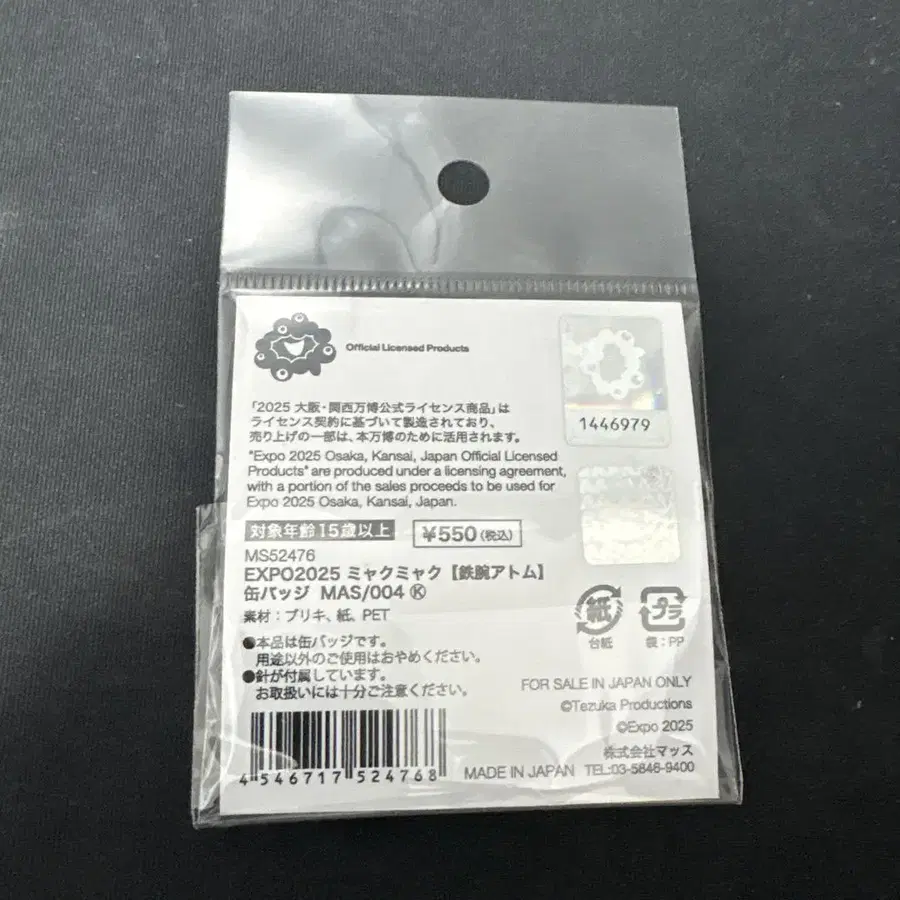 Official Licensed Products
1446979
「2025 大阪・関西万博公式ライセンス商品」は
ライセンス契約に基づいて製造されており、
売り上げの一部は、本万博のために活用されます。
"Expo 2025 Osaka, Kansai, Japan Official Licensed
Products" are produced under a licensing agreement,
with a portion of the sales proceeds to be used for
Expo 2025 Osaka, Kansai, Japan.
対象年齢15歳以上 ¥550(税込)
MS52476
EXPO2025 ミャクミャク【鉄腕アトム】
缶バッジ MAS/004 Ⓚ
素材：ブリキ、紙、PET
紙 プラ
台紙 袋：PP
●本品は缶バッジです。
用途以外のご使用はおやめください。
●針が付属しています。
お取扱いには十分ご注意ください。
FOR SALE IN JAPAN ONLY
©Tezuka Productions
©Expo 2025
株式会社マッス
MADE IN JAPAN TEL:03-5846-9400
4 546717 524768